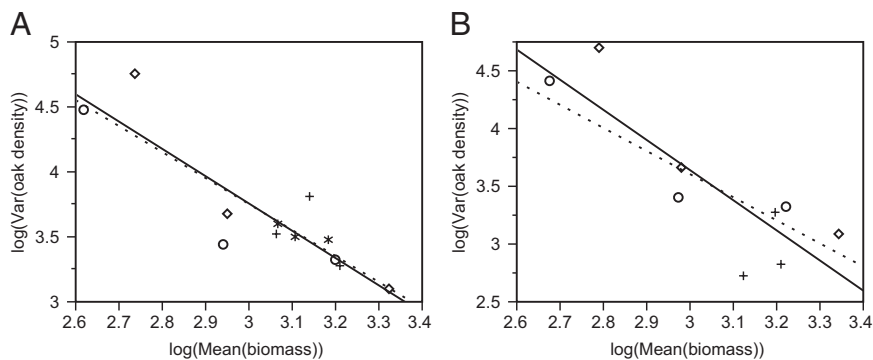 A
B
5
4.5
4
3.5
3
log(Var(oak density))
2.6 2.7 2.8 2.9 3 3.1 3.2 3.3 3.4
log(Mean(biomass))
4.5
4
3.5
3
2.5
log(Var(oak density))
2.6 2.7 2.8 2.9 3 3.1 3.2 3.3 3.4
log(Mean(biomass))